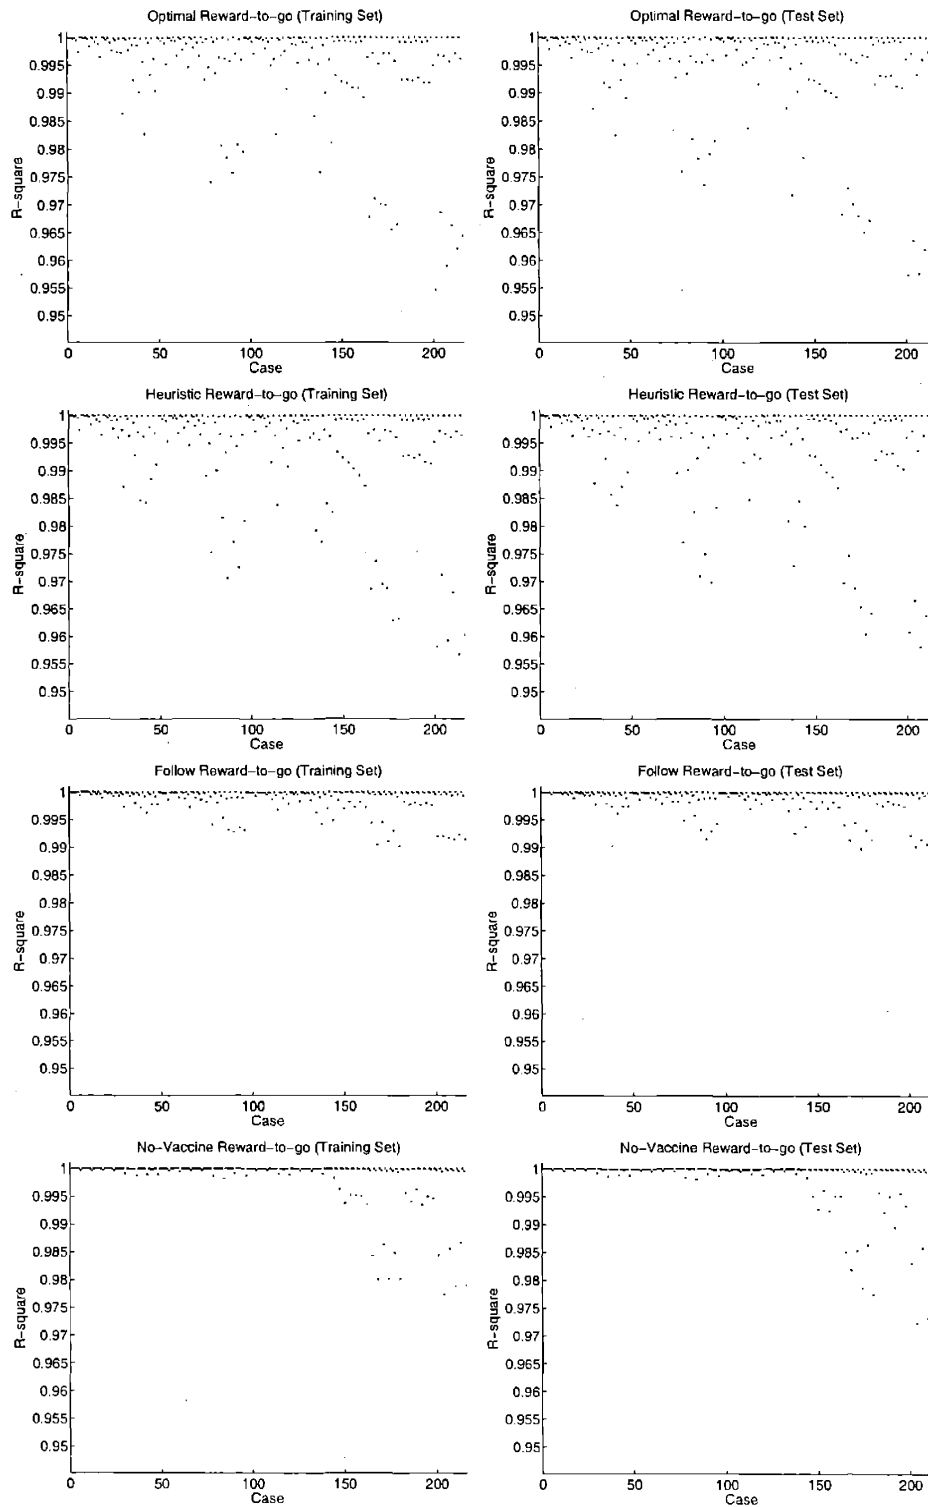 Optimal Reward-to-go (Training Set)
1
0.995
0.99
0.985
0.98
0.975
0.97
0.965
0.96
0.955
0.95
R-square
0 50 100 150 200
Case
Optimal Reward-to-go (Test Set)
1
0.995
0.99
0.985
0.98
0.975
0.97
0.965
0.96
0.955
0.95
R-square
0 50 100 150 200
Case
Heuristic Reward-to-go (Training Set)
1
0.995
0.99
0.985
0.98
0.975
0.97
0.965
0.96
0.955
0.95
R-square
0 50 100 150 200
Case
Heuristic Reward-to-go (Test Set)
1
0.995
0.99
0.985
0.98
0.975
0.97
0.965
0.96
0.955
0.95
R-square
0 50 100 150 200
Case
Follow Reward-to-go (Training Set)
1
0.995
0.99
0.985
0.98
0.975
0.97
0.965
0.96
0.955
0.95
R-square
0 50 100 150 200
Case
Follow Reward-to-go (Test Set)
1
0.995
0.99
0.985
0.98
0.975
0.97
0.965
0.96
0.955
0.95
R-square
0 50 100 150 200
Case
No-Vaccine Reward-to-go (Training Set)
1
0.995
0.99
0.985
0.98
0.975
0.97
0.965
0.96
0.955
0.95
R-square
0 50 100 150 200
Case
No-Vaccine Reward-to-go (Test Set)
1
0.995
0.99
0.985
0.98
0.975
0.97
0.965
0.96
0.955
0.95
R-square
0 50 100 150 200
Case